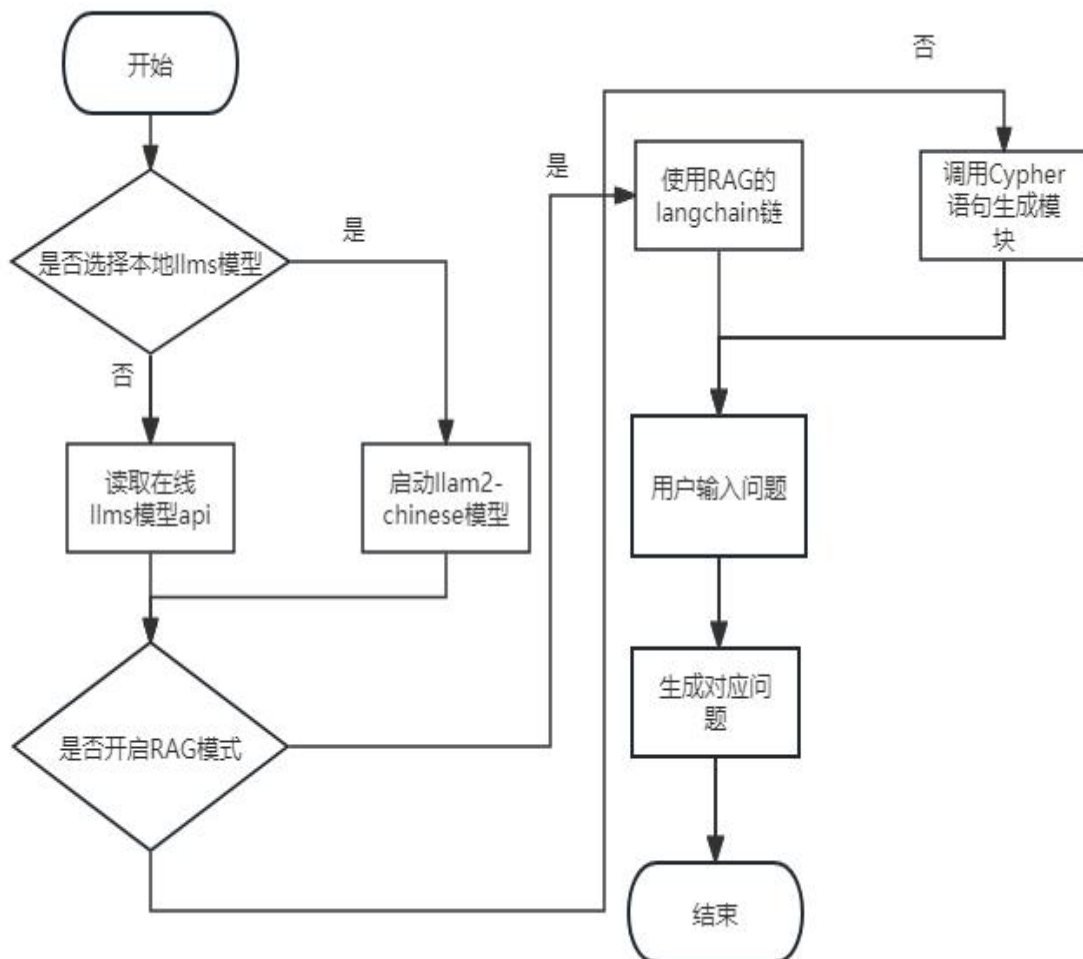 开始
是否选择本地llms模型
是
否
读取在线
llms模型api
启动llam2-
chinese模型
是否开启RAG模式
是
使用RAG的
langchain链
否
调用Cypher
语句生成模
块
用户输入问题
生成对应问
题
结束